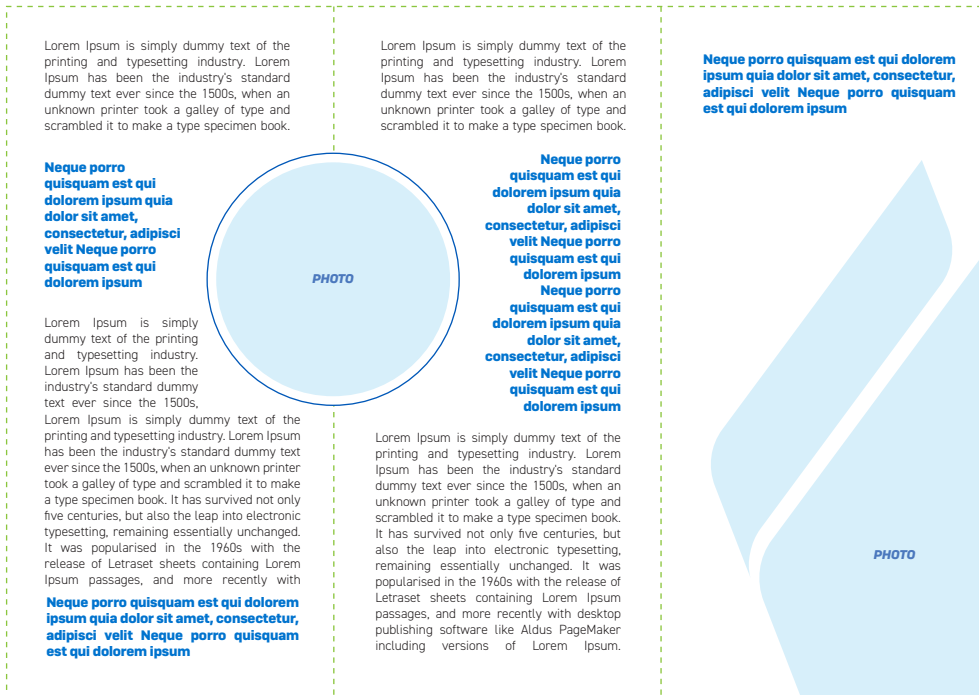 Lorem Ipsum is simply dummy text of the
printing and typesetting industry. Lorem
Ipsum has been the industry's standard
dummy text ever since the 1500s, when an
unknown printer took a galley of type and
scrambled it to make a type specimen book.
Neque porro
quisquam est qui
dolorem ipsum quia
dolor sit amet,
consectetur, adipisci
velit Neque porro
quisquam est qui
dolorem ipsum
Lorem Ipsum is simply
dummy text of the printing
and typesetting industry.
Lorem Ipsum has been the
industry's standard dummy
text ever since the 1500s,
Lorem Ipsum is simply dummy text of the
printing and typesetting industry. Lorem Ipsum
has been the industry's standard dummy text
ever since the 1500s, when an unknown printer
took a galley of type and scrambled it to make
a type specimen book. It has survived not only
five centuries, but also the leap into electronic
typesetting, remaining essentially unchanged.
It was popularised in the 1960s with the
release of Letraset sheets containing Lorem
Ipsum passages, and more recently with
Neque porro quisquam est qui dolorem
ipsum quia dolor sit amet, consectetur,
adipisci velit Neque porro quisquam
est qui dolorem ipsum
PHOTO
Lorem Ipsum is simply dummy text of the
printing and typesetting industry. Lorem
Ipsum has been the industry's standard
dummy text ever since the 1500s, when an
unknown printer took a galley of type and
scrambled it to make a type specimen book.
Neque porro
quisquam est qui
dolorem ipsum quia
dolor sit amet,
consectetur, adipisci
velit Neque porro
quisquam est qui
dolorem ipsum
Neque porro
quisquam est qui
dolorem ipsum quia
dolor sit amet,
consectetur, adipisci
velit Neque porro
quisquam est qui
dolorem ipsum
Lorem Ipsum is simply dummy text of the
printing and typesetting industry. Lorem
Ipsum has been the industry's standard
dummy text ever since the 1500s, when an
unknown printer took a galley of type and
scrambled it to make a type specimen book.
It has survived not only five centuries, but
also the leap into electronic typesetting,
remaining essentially unchanged. It was
popularised in the 1960s with the release of
Letraset sheets containing Lorem Ipsum
passages, and more recently with desktop
publishing software like Aldus PageMaker
including versions of Lorem Ipsum.
Neque porro quisquam est qui dolorem
ipsum quia dolor sit amet, consectetur,
adipisci velit Neque porro quisquam
est qui dolorem ipsum
PHOTO